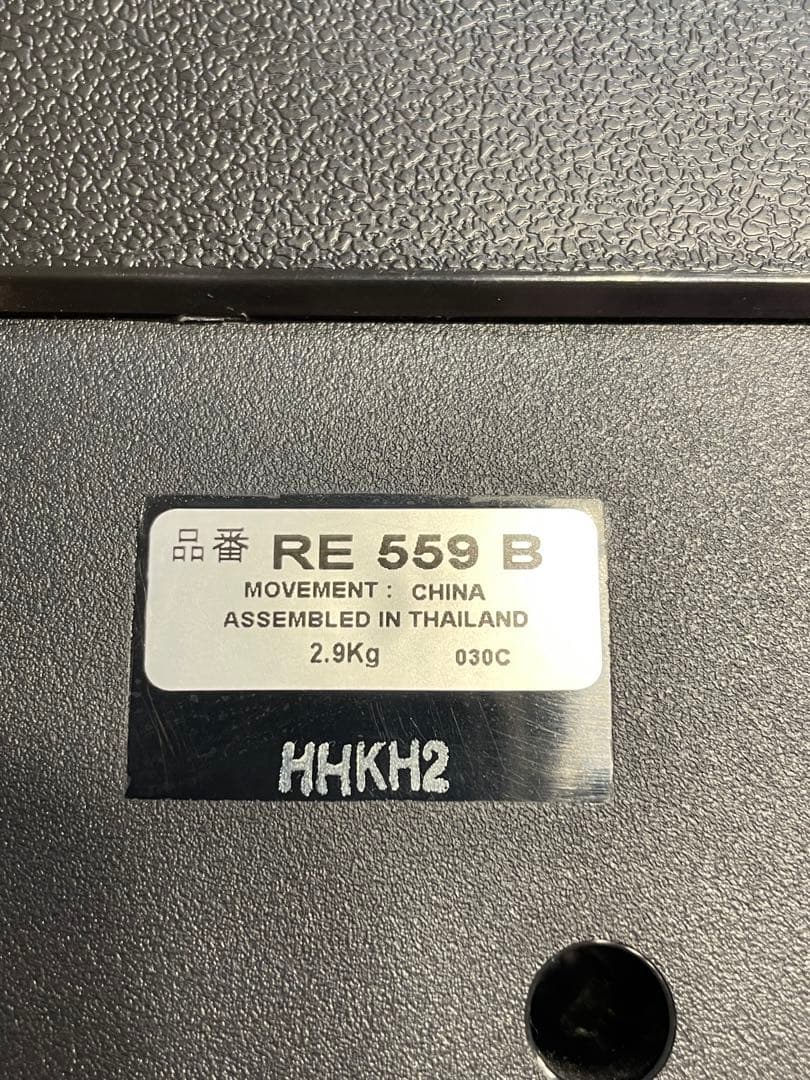 品番 RE 559 B
MOVEMENT : CHINA
ASSEMBLED IN THAILAND
2.9Kg 030C
HHKH2